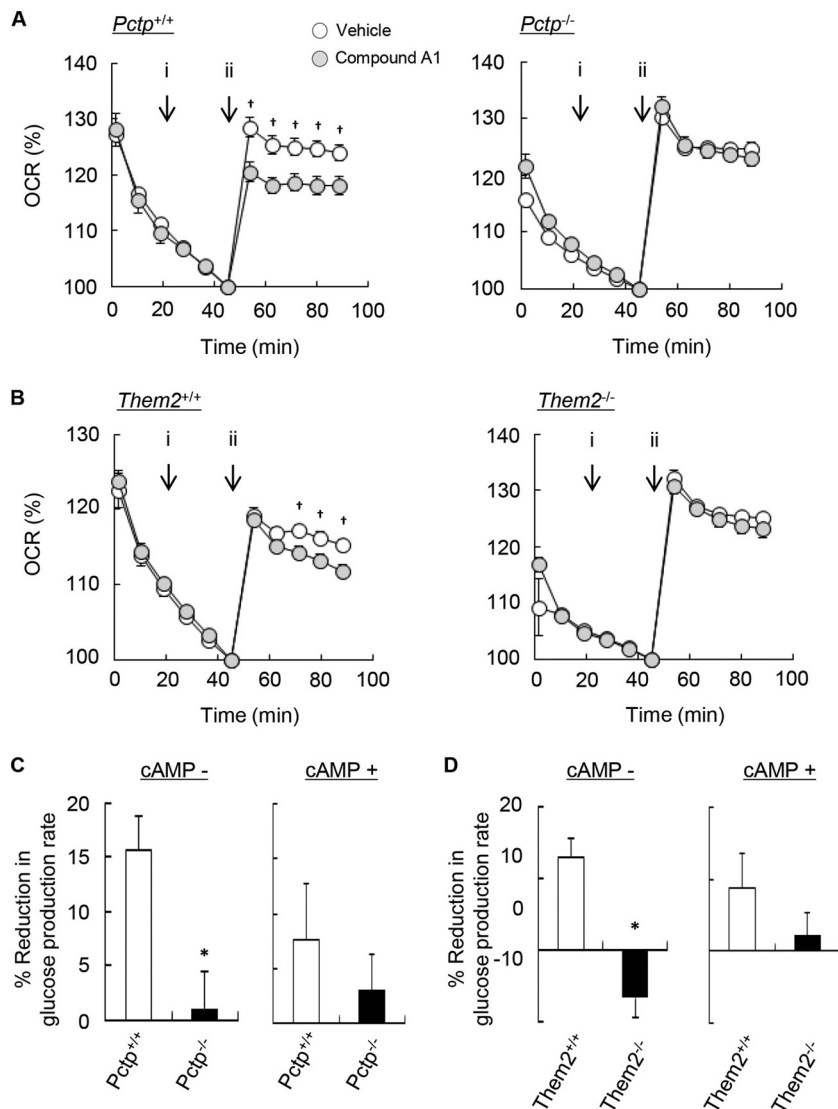 A
Pctp+/+
Vehicle
Compound A1
Pctp-/-
i
ii
i
ii
140
130
120
110
100
OCR (%)
† † † † †
0 20 40 60 80 100
Time (min)
140
130
120
110
100
0 20 40 60 80 100
Time (min)
B
Them2+/+
Them2-/-
i
ii
i
ii
130
120
110
100
OCR (%)
† † †
0 20 40 60 80 100
Time (min)
140
130
120
110
100
0 20 40 60 80 100
Time (min)
C
cAMP -
cAMP +
% Reduction in
glucose production rate
20
15
10
5
0
*
Pctp+/+
Pctp-/-
Pctp+/+
Pctp-/-
D
cAMP -
cAMP +
% Reduction in
glucose production rate
20
10
0
-10
*
Them2+/+
Them2-/-
Them2+/+
Them2-/-